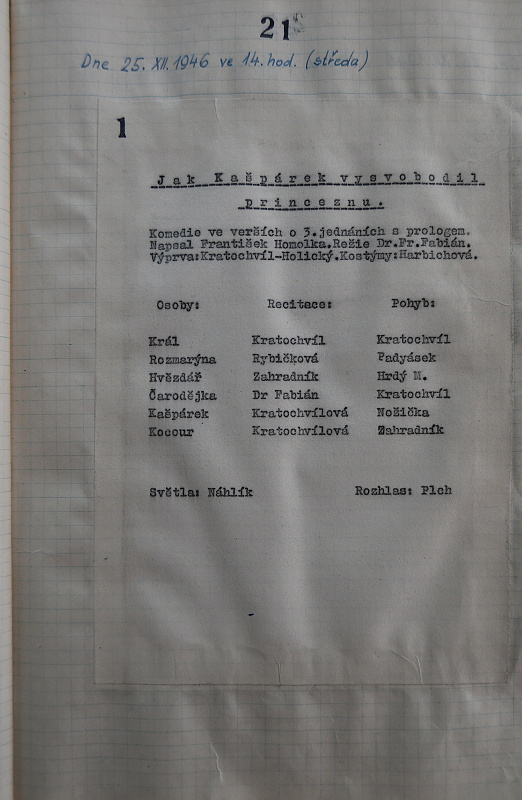 21
Dne 25. XII. 1946 ve 14. hod. (středa)
1
Jak Kašpárek vysvobodil
princeznu.
Komedie ve verších o 3.jednáních s prologem.
Napsal František Homolka.Režie Dr.Fr.Fabián.
Výprva:Kratochvíl-Holický.Kostýmy:Harbichová.
Osoby: Recitace: Pohyb:
Král Kratochvíl Kratochvíl
Rozmarýna Rybičková Padyásek
Hvězdář Zahradník Hrdý M.
Čarodějka Dr Fabián Kratochvíl
Kašpárek Kratochvílová Nožička
Kocour Kratochvílová Zahradník
Světla: Náhlík Rozhlas: Plch